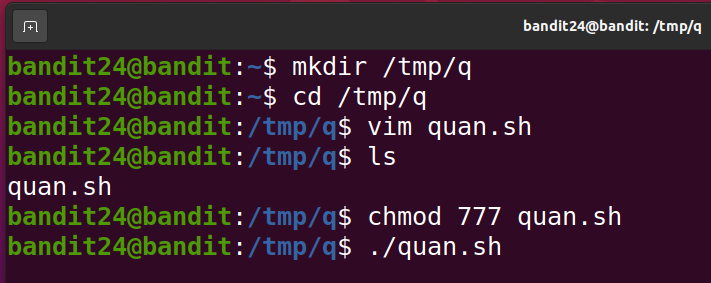 bandit24@bandit: /tmp/q
bandit24@bandit:~$ mkdir /tmp/q
bandit24@bandit:~$ cd /tmp/q
bandit24@bandit:/tmp/q$ vim quan.sh
bandit24@bandit:/tmp/q$ ls
quan.sh
bandit24@bandit:/tmp/q$ chmod 777 quan.sh
bandit24@bandit:/tmp/q$ ./quan.sh